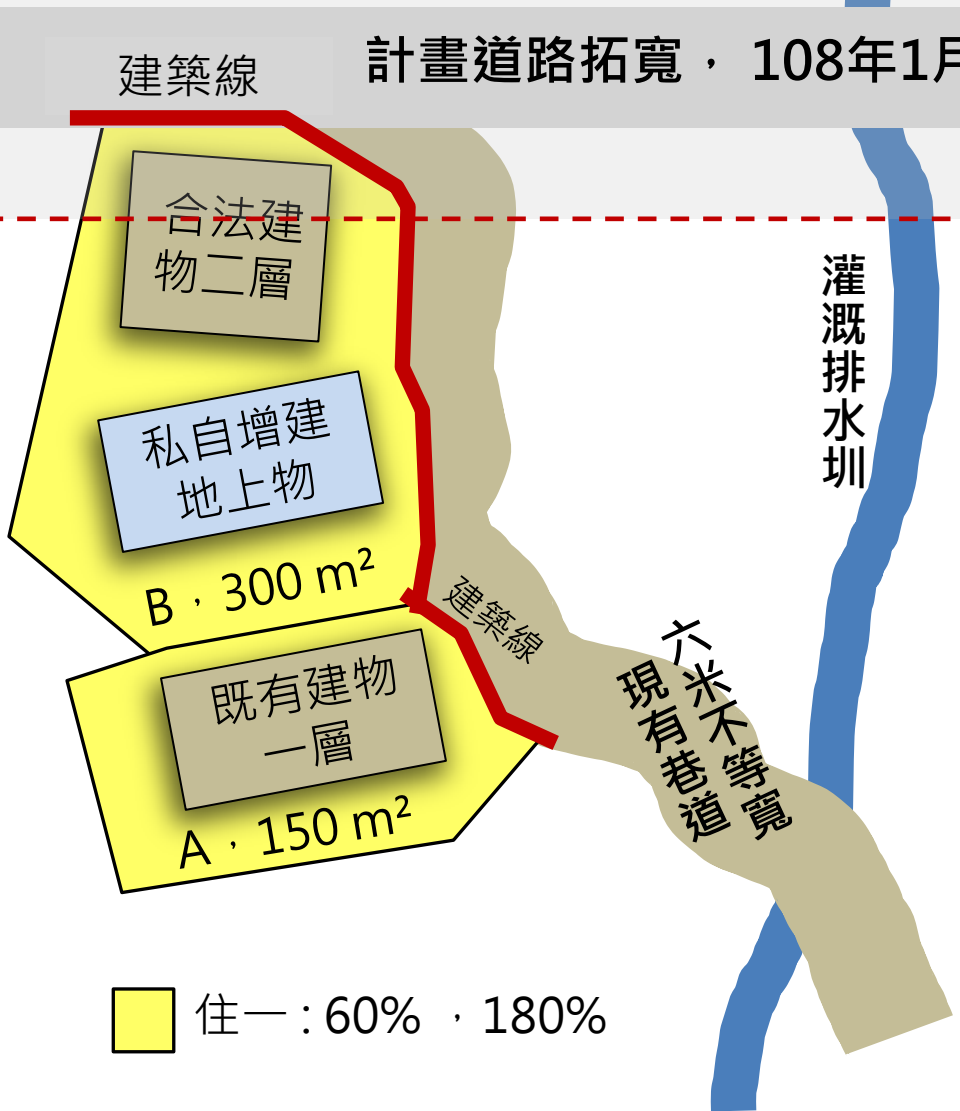 建築線
計畫道路拓寬， 108年1月
合法建
物二層
私自增建
地上物
B，300 m²
建築線
既有建物
一層
A，150 m²
灌溉排水圳
六米不等寬
現有巷道
住一：60% ，180%